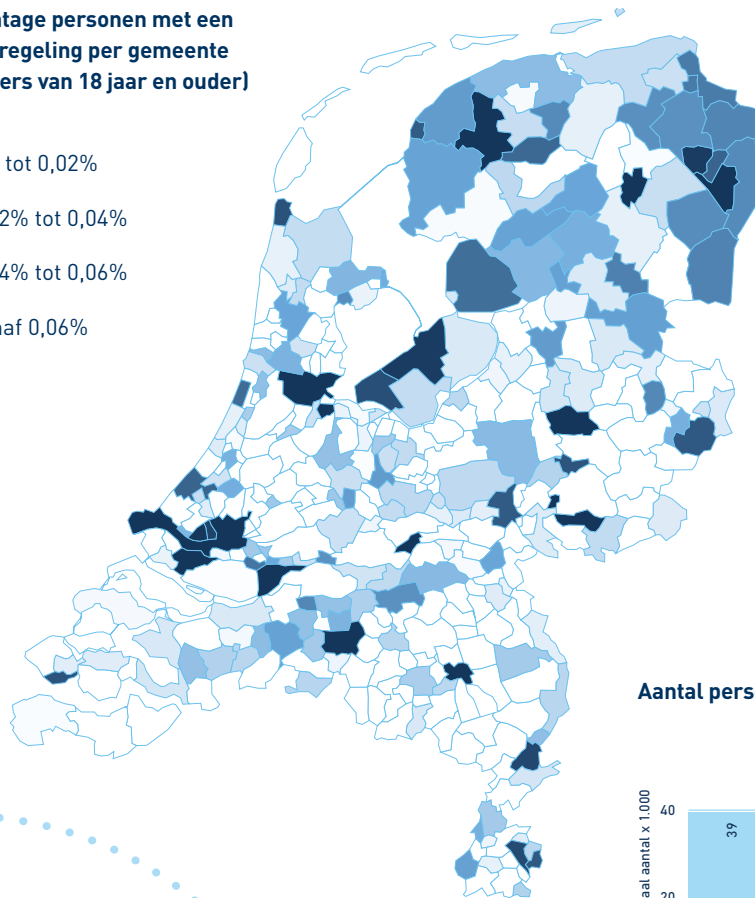 tage personen met een
regeling per gemeente
ers van 18 jaar en ouder)
tot 0,02%
2% tot 0,04%
4% tot 0,06%
af 0,06%
Aantal pers
aal aantal x 1.000
40
39
20